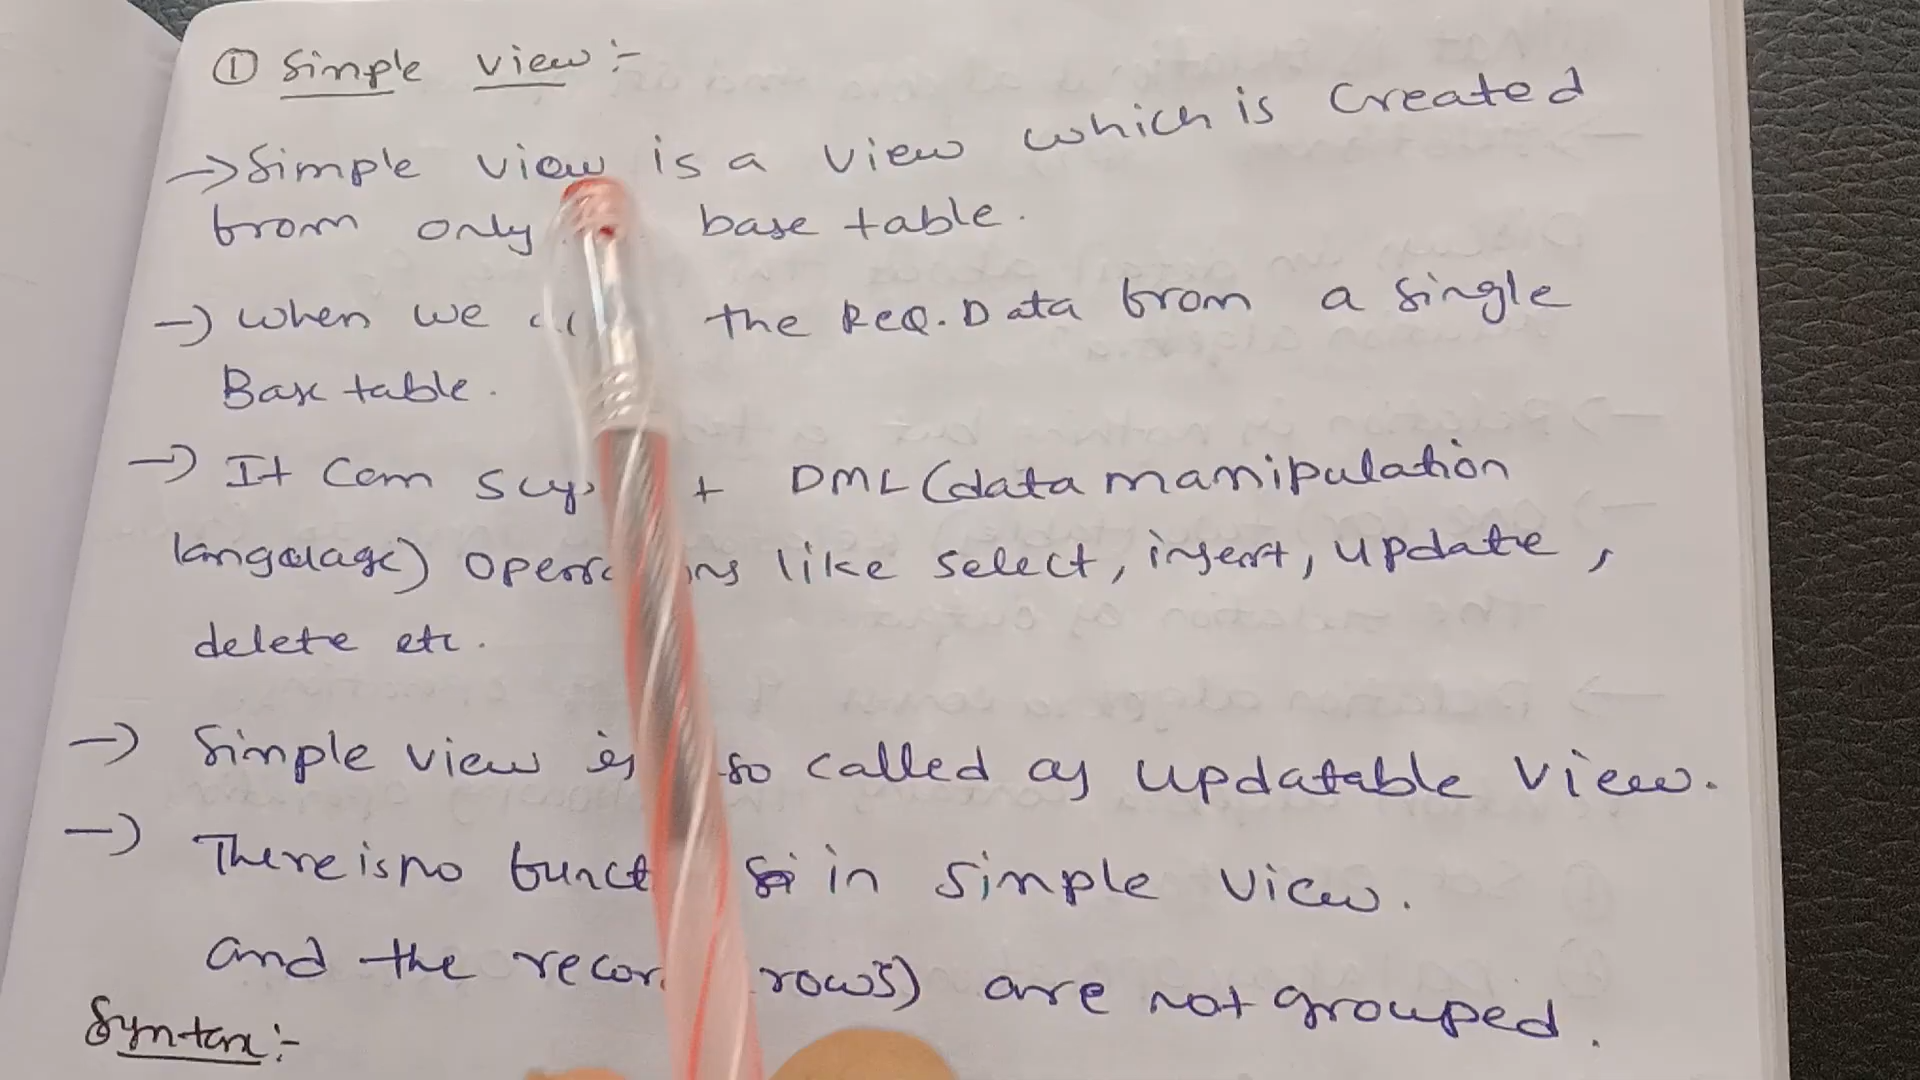 ① Simple view :-
→ Simple view is a view which is Created
from only base table.
→ When we the Req. Data from a single
Base table.
→ It Can DML (data manipulation
language) like select, insert, update,
delete etc.
→ Simple view is called as updatable view.
→ There is no in simple view.
and the rows) are not grouped.
Syntax :-